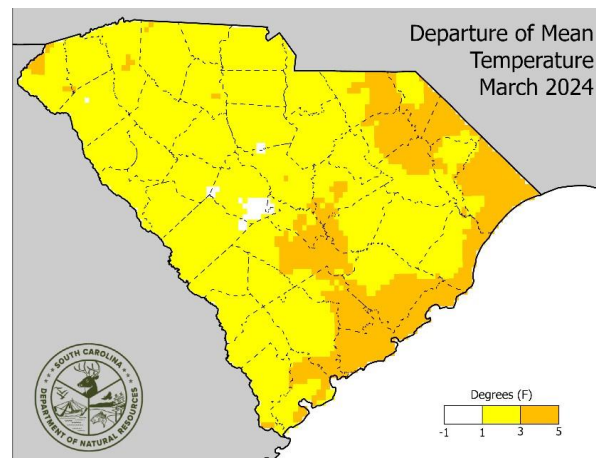 Departure of Mean
Temperature
March 2024
SOUTH CAROLINA
DEPARTMENT OF NATURAL RESOURCES
Degrees (F)
-1 1 3 5